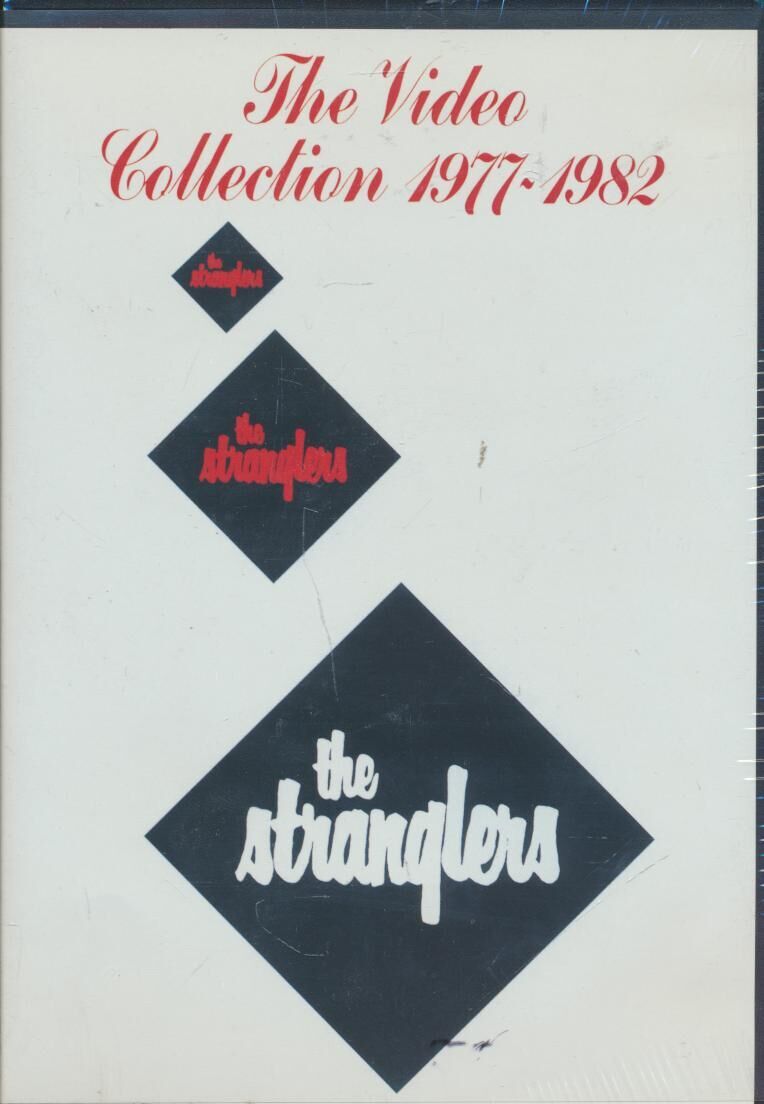 The Video
Collection 1977-1982
the
stranglers
the
stranglers
the
stranglers